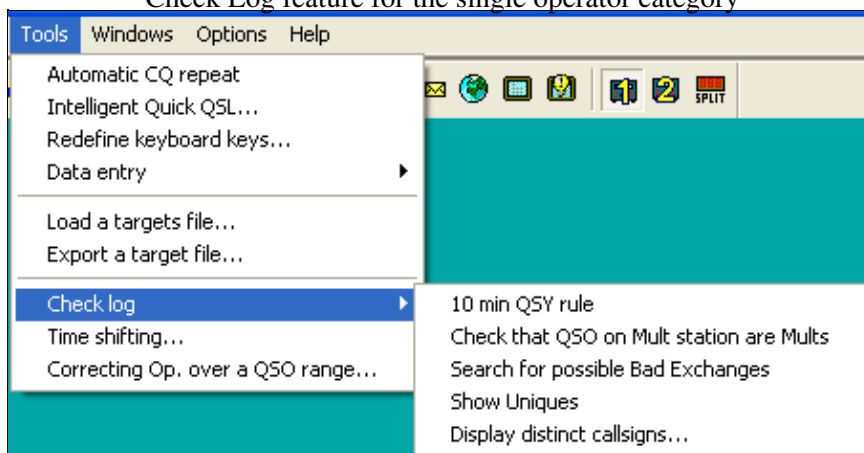 Check Log feature for the single operator category
Tools Windows Options Help
Automatic CQ repeat
Intelligent Quick QSL...
Redefine keyboard keys...
Data entry
1 2 SPLIT
Load a targets file...
Export a target file...
Check log
Time shifting...
Correcting Op. over a QSO range...
10 min QSY rule
Check that QSO on Mult station are Mults
Search for possible Bad Exchanges
Show Uniques
Display distinct callsigns...